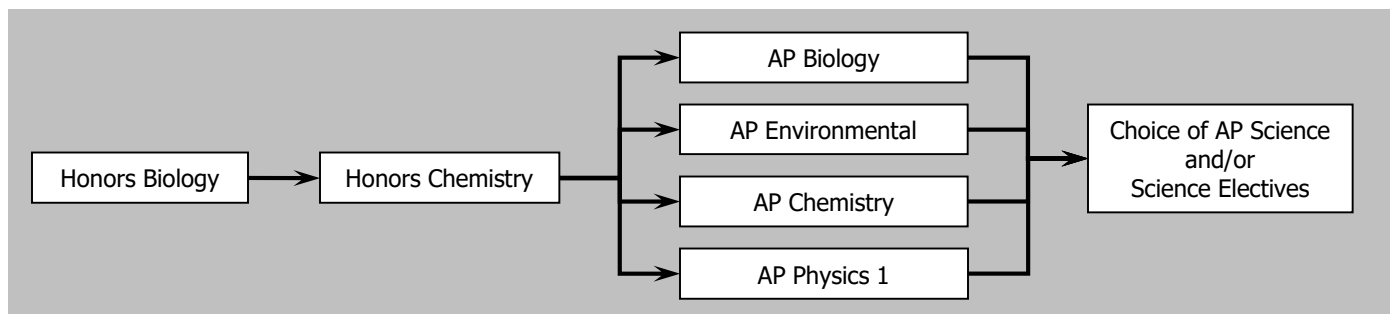 Honors Biology
Honors Chemistry
AP Biology
AP Environmental
AP Chemistry
AP Physics 1
Choice of AP Science
and/or
Science Electives